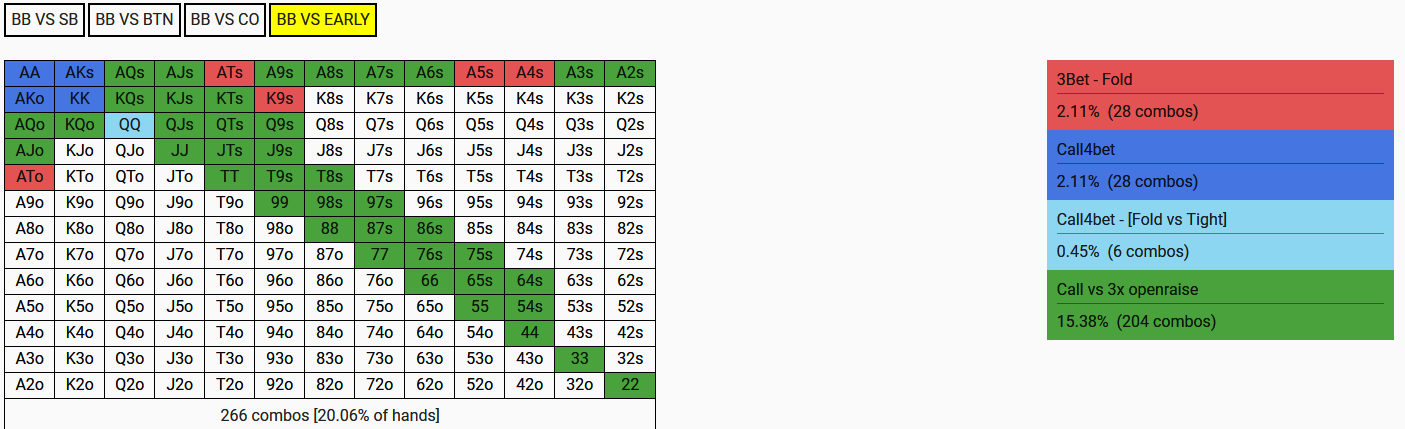 BB VS SB BB VS BTN BB VS CO BB VS EARLY
AA AKs AQs AJs ATs A9s A8s A7s A6s A5s A4s A3s A2s
AKo KK KQs KJs KTs K9s K8s K7s K6s K5s K4s K3s K2s
AQo KQo QQ QJs QTs Q9s Q8s Q7s Q6s Q5s Q4s Q3s Q2s
AJo KJo QJo JJ JTs J9s J8s J7s J6s J5s J4s J3s J2s
ATo KTo QTo JTo TT T9s T8s T7s T6s T5s T4s T3s T2s
A9o K9o Q9o J9o T9o 99 98s 97s 96s 95s 94s 93s 92s
A8o K8o Q8o J8o T8o 98o 88 87s 86s 85s 84s 83s 82s
A7o K7o Q7o J7o T7o 97o 87o 77 76s 75s 74s 73s 72s
A6o K6o Q6o J6o T6o 96o 86o 76o 66 65s 64s 63s 62s
A5o K5o Q5o J5o T5o 95o 85o 75o 65o 55 54s 53s 52s
A4o K4o Q4o J4o T4o 94o 84o 74o 64o 54o 44 43s 42s
A3o K3o Q3o J3o T3o 93o 83o 73o 63o 53o 43o 33 32s
A2o K2o Q2o J2o T2o 92o 82o 72o 62o 52o 42o 32o 22
266 combos [20.06% of hands]
3Bet - Fold
2.11% (28 combos)
Call4bet
2.11% (28 combos)
Call4bet - [Fold vs Tight]
0.45% (6 combos)
Call vs 3x openraise
15.38% (204 combos)